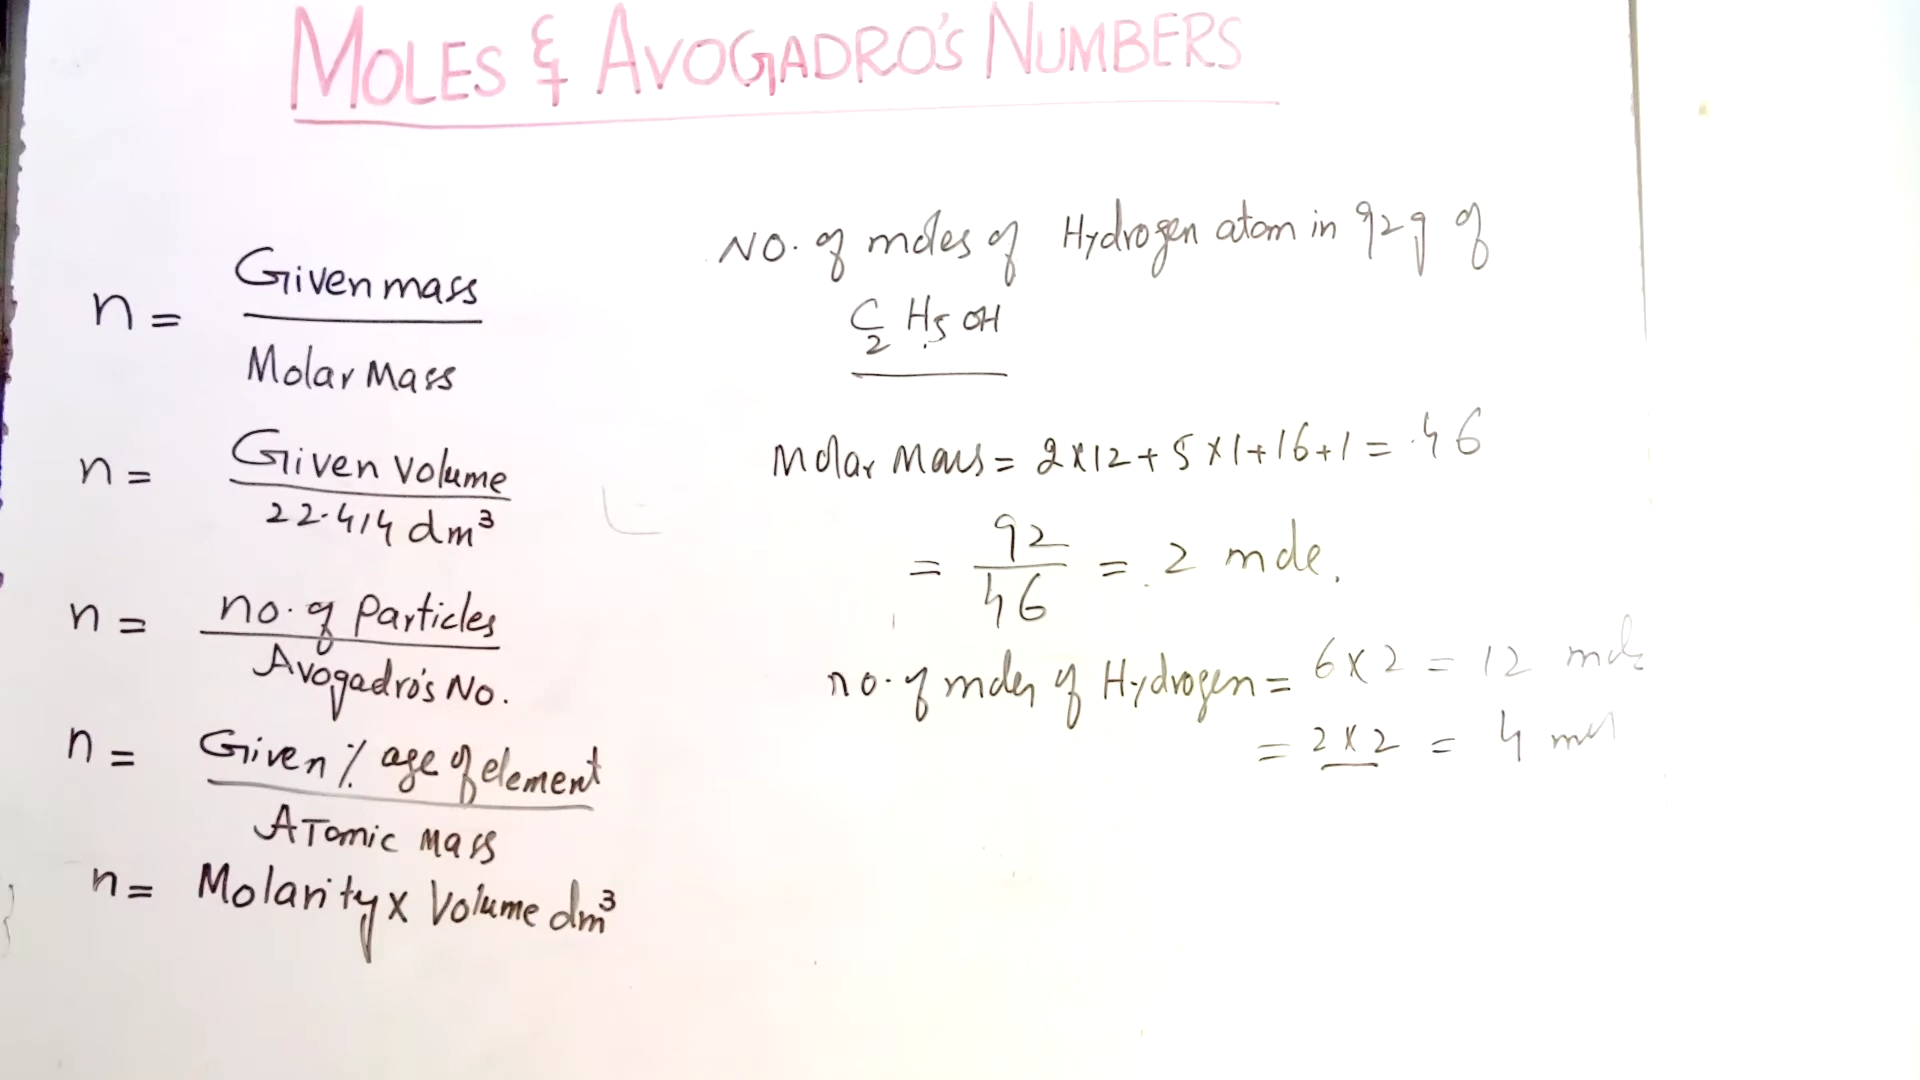 MOLES & AVOGADRO'S NUMBERS
n = Given mass
Molar Mass
n = Given Volume
22.414 dm³
n = no. of Particles
Avogadro's No.
n = Given % age of element
Atomic Mass
n = Molarity x Volume dm³
NO. of moles of Hydrogen atom in 92g of
C₂H₅OH
Molar Mass = 2x12+5x1+16+1 = 46
= 92
46 = 2 mole.
no. of moles of Hydrogen = 6x2 = 12 mole
= 2x2 = 4 mol